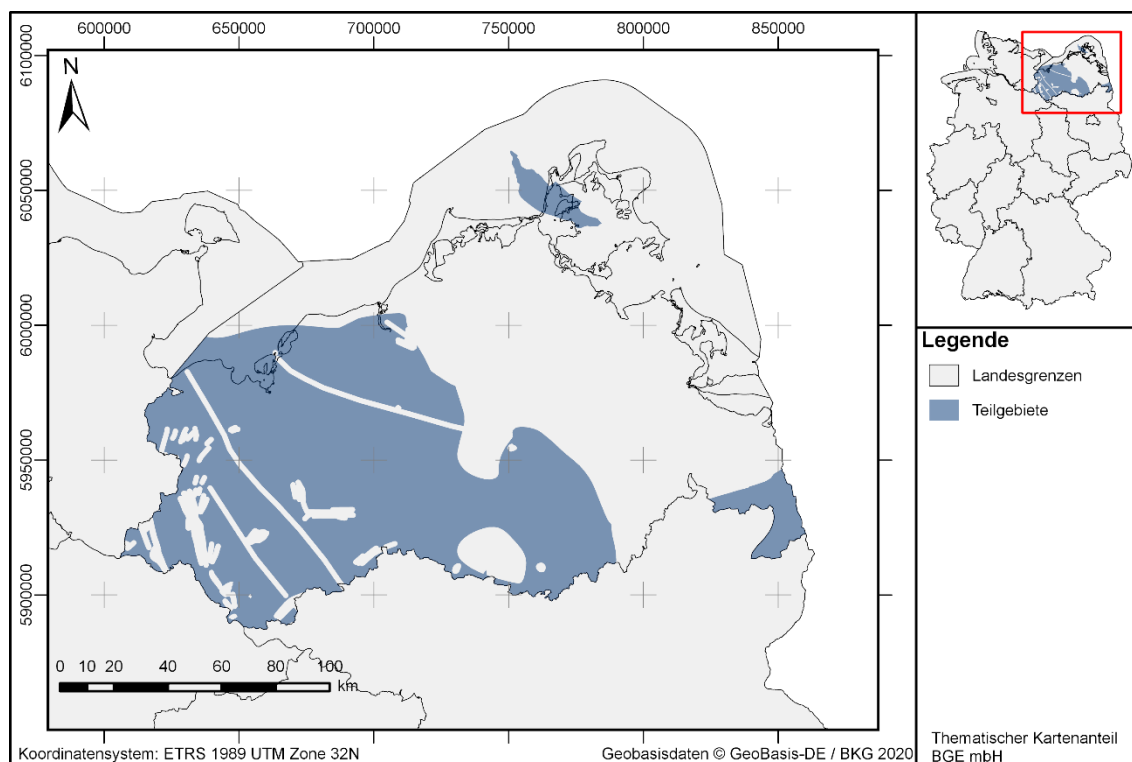 600000 650000 700000 750000 800000 850000
6100000
6050000
6000000
5950000
5900000
N
0 10 20 40 60 80 100
km
Koordinatensystem: ETRS 1989 UTM Zone 32N
Geobasisdaten © GeoBasis-DE / BKG 2020
Legende
Landesgrenzen
Teilgebiete
Thematischer Kartenanteil
BGE mbH